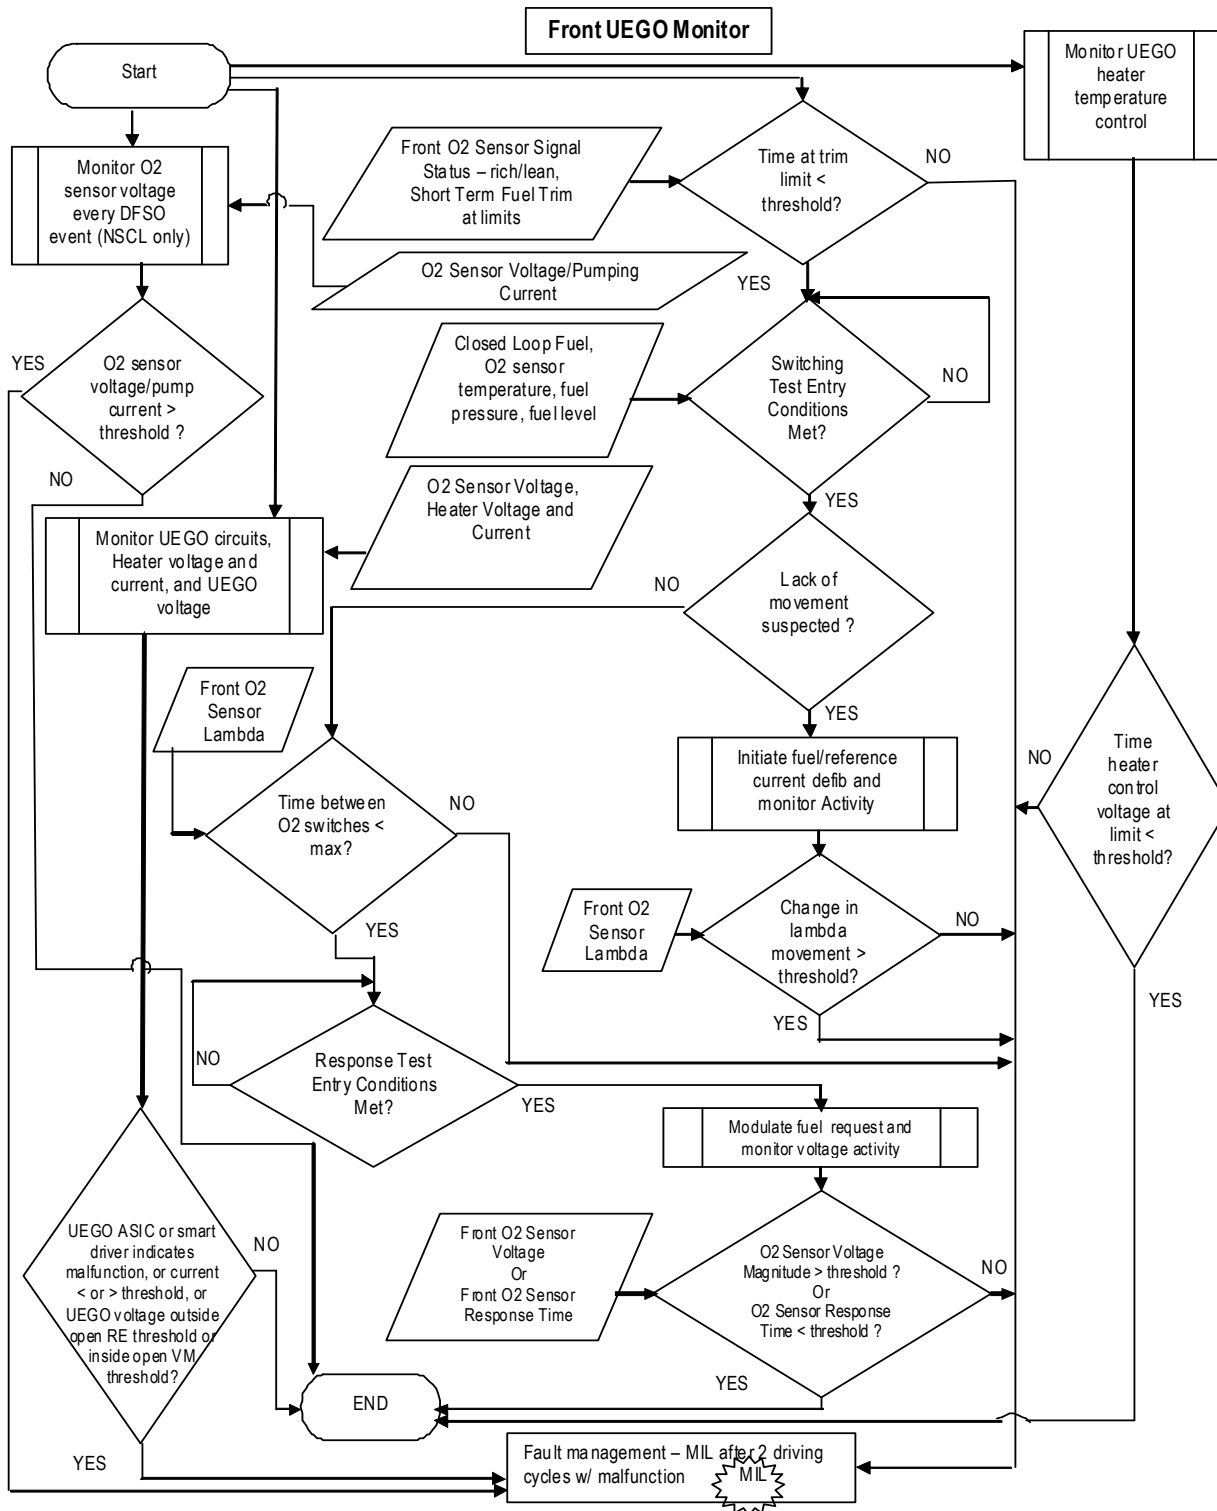 Front UEGO Monitor
Start
Monitor UEGO
heater
temperature
control
Monitor O2
sensor voltage
every DFSO
event (NSCL only)
Front O2 Sensor Signal
Status – rich/lean,
Short Term Fuel Trim
at limits
Time at trim
limit <
threshold?
NO
YES
O2 Sensor Voltage/Pumping
Current
YES
O2 sensor
voltage/pump
current >
threshold ?
NO
Closed Loop Fuel,
O2 sensor
temperature, fuel
pressure, fuel level
Switching
Test Entry
Conditions
Met?
NO
YES
O2 Sensor Voltage,
Heater Voltage and
Current
Monitor UEGO circuits,
Heater voltage and
current, and UEGO
voltage
NO
Lack of
movement
suspected ?
YES
Front O2
Sensor
Lambda
Initiate fuel/reference
current defib and
monitor Activity
NO
Time
heater
control
voltage at
limit <
threshold?
YES
Time between
O2 switches <
max?
NO
YES
Front O2
Sensor
Lambda
Change in
lambda
movement >
threshold?
NO
YES
NO
Response Test
Entry Conditions
Met?
YES
Modulate fuel request and
monitor voltage activity
UEGO ASIC or smart
driver indicates
malfunction, or current
< or > threshold, or
UEGO voltage outside
open RE threshold or
inside open VM
threshold?
NO
YES
Front O2 Sensor
Voltage
Or
Front O2 Sensor
Response Time
O2 Sensor Voltage
Magnitude > threshold ?
Or
O2 Sensor Response
Time < threshold ?
NO
YES
END
Fault management – MIL after 2 driving
cycles w/ malfunction
MIL